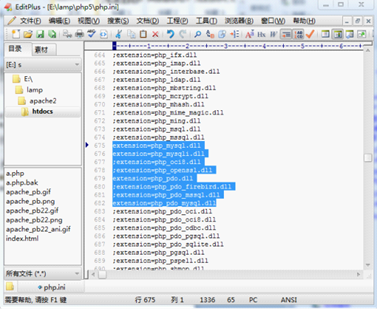 EditPlus - [E:\lamp\php5\php.ini]
文件(F) 编辑(E) 视图(V) 搜索(S) 文档(D) 工程(P) 工具(T) 浏览器(B) 窗口(W) 帮助(H)
目录 素材
[E:] s
E:\
lamp
apache2
htdocs
a.php
a.php.bak
apache_pb.gif
apache_pb.png
apache_pb22.gif
apache_pb22.png
apache_pb22_ani.gif
index.html
所有文件 (*.*)
664 ;extension=php_ifx.dll
665 ;extension=php_imap.dll
666 ;extension=php_interbase.dll
667 ;extension=php_ldap.dll
668 ;extension=php_mbstring.dll
669 ;extension=php_mcrypt.dll
670 ;extension=php_mhash.dll
671 ;extension=php_mime_magic.dll
672 ;extension=php_ming.dll
673 ;extension=php_msql.dll
674 ;extension=php_mssql.dll
675 extension=php_mysql.dll
676 extension=php_mysqli.dll
677 ;extension=php_oci8.dll
678 ;extension=php_openssl.dll
679 extension=php_pdo.dll
680 ;extension=php_pdo_firebird.dll
681 ;extension=php_pdo_mssql.dll
682 extension=php_pdo_mysql.dll
683 ;extension=php_pdo_oci.dll
684 ;extension=php_pdo_oci8.dll
685 ;extension=php_pdo_odbc.dll
686 ;extension=php_pdo_pgsql.dll
687 ;extension=php_pdo_sqlite.dll
688 ;extension=php_pgsql.dll
689 ;extension=php_pspell.dll
690 ;extension=php_shmop.dll
php.ini
需要帮助, 请按 F1 键 行 675 列 1 1336 65 PC ANSI